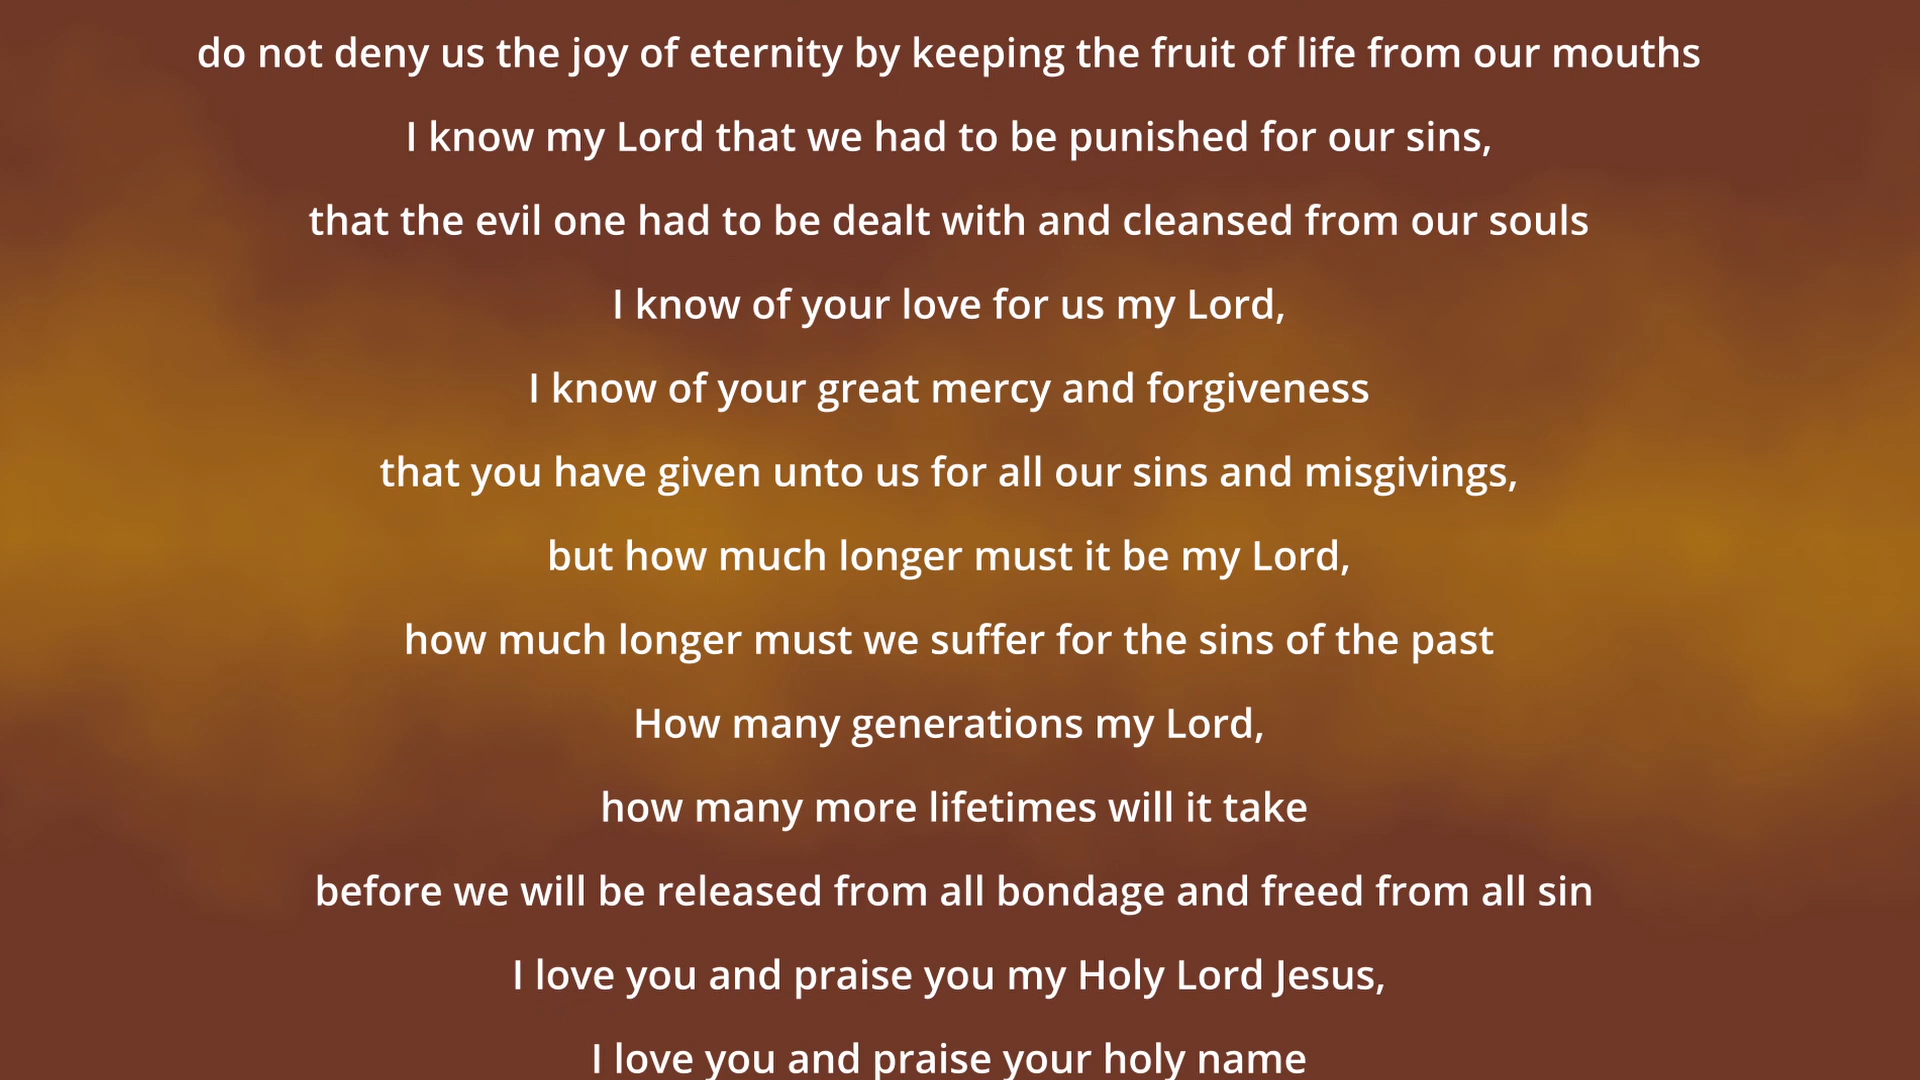 do not deny us the joy of eternity by keeping the fruit of life from our mouths
I know my Lord that we had to be punished for our sins,
that the evil one had to be dealt with and cleansed from our souls
I know of your love for us my Lord,
I know of your great mercy and forgiveness
that you have given unto us for all our sins and misgivings,
but how much longer must it be my Lord,
how much longer must we suffer for the sins of the past
How many generations my Lord,
how many more lifetimes will it take
before we will be released from all bondage and freed from all sin
I love you and praise you my Holy Lord Jesus,
I love you and praise your holy name